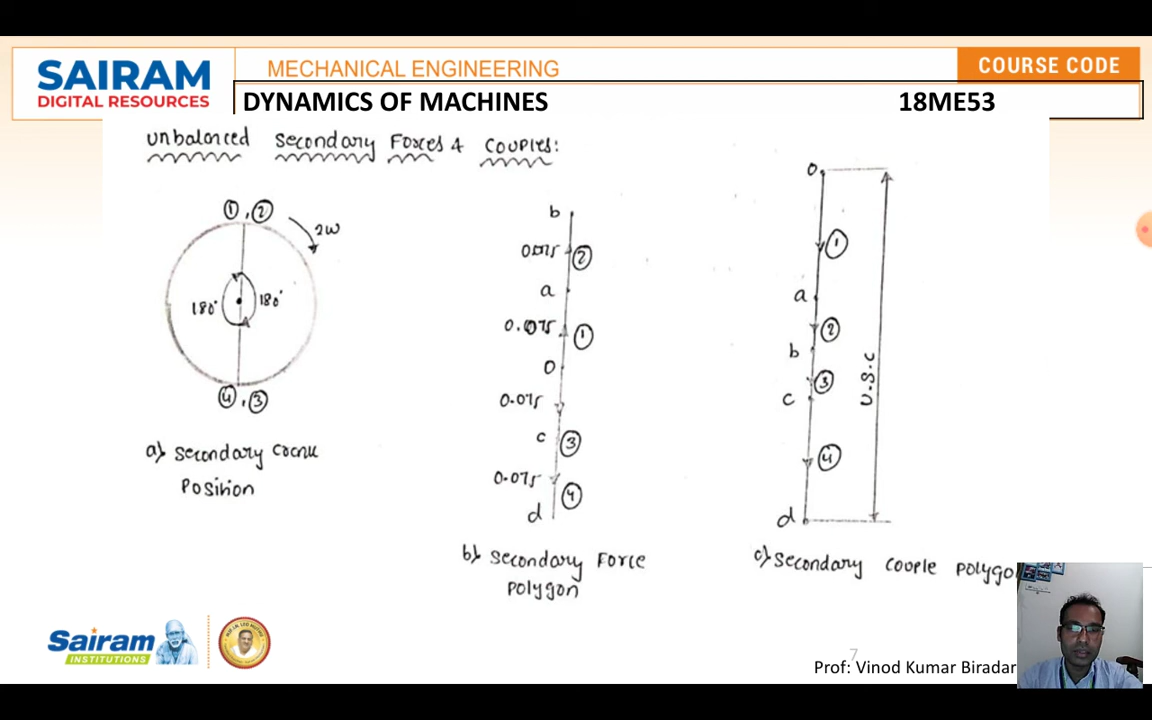 SAIRAM
DIGITAL RESOURCES
MECHANICAL ENGINEERING
COURSE CODE
DYNAMICS OF MACHINES
18ME53
Unbalanced Secondary Forces & Couples:
①,②
2ω
180°
180°
④,③
a) Secondary Cranu
Position
b
0.075
②
a
0.075
①
o
0.075
c
③
0.075
④
d
b) Secondary Force
Polygon
o
①
a
②
b
③
c
④
d
U.S.C
c) Secondary Couple Polygo
Sairam
INSTITUTIONS
7
Prof: Vinod Kumar Biradar